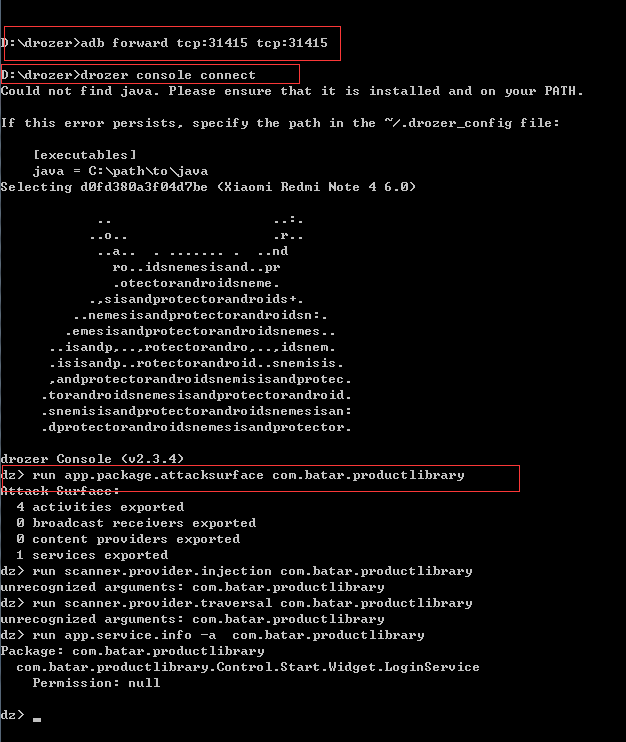 D:\drozer>adb forward tcp:31415 tcp:31415
D:\drozer>drozer console connect
Could not find java. Please ensure that it is installed and on your PATH.
If this error persists, specify the path in the ~/.drozer_config file:
[executables]
java = C:\path\to\java
Selecting d0fd380a3f04d7be (Xiaomi Redmi Note 4 6.0)
..                    ..:.
..o..                  .r..
..a..  . ....... .  ..nd
ro..idsnemesisand..pr
.otectorandroidsneme.
.,sisandprotectorandroids+.
..nemesisandprotectorandroidsn:.
.emesisandprotectorandroidsnemes..
..isandp,..,rotectorandro,..,idsnem.
.isisandp..rotectorandroid..snemisis.
,andprotectorandroidsnemisisandprotec.
.torandroidsnemesisandprotectorandroid.
.snemisisandprotectorandroidsnemesisan:
.dprotectorandroidsnemesisandprotector.
drozer Console (v2.3.4)
dz> run app.package.attacksurface com.batar.productlibrary
Attack Surface:
4 activities exported
0 broadcast receivers exported
0 content providers exported
1 services exported
dz> run scanner.provider.injection com.batar.productlibrary
unrecognized arguments: com.batar.productlibrary
dz> run scanner.provider.traversal com.batar.productlibrary
unrecognized arguments: com.batar.productlibrary
dz> run app.service.info -a  com.batar.productlibrary
Package: com.batar.productlibrary
com.batar.productlibrary.Control.Start.Widget.LoginService
Permission: null
dz> _